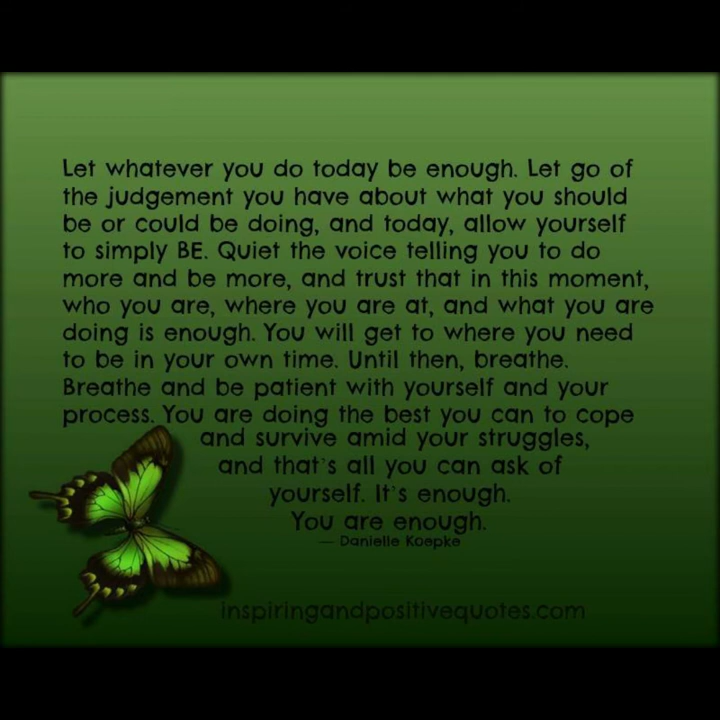 Let whatever you do today be enough. Let go of
the judgement you have about what you should
be or could be doing, and today, allow yourself
to simply BE. Quiet the voice telling you to do
more and be more, and trust that in this moment,
who you are, where you are at, and what you are
doing is enough. You will get to where you need
to be in your own time. Until then, breathe.
Breathe and be patient with yourself and your
process. You are doing the best you can to cope
and survive amid your struggles,
and that's all you can ask of
yourself. It's enough.
You are enough.
— Danielle Koepke
inspiringandpositivequotes.com